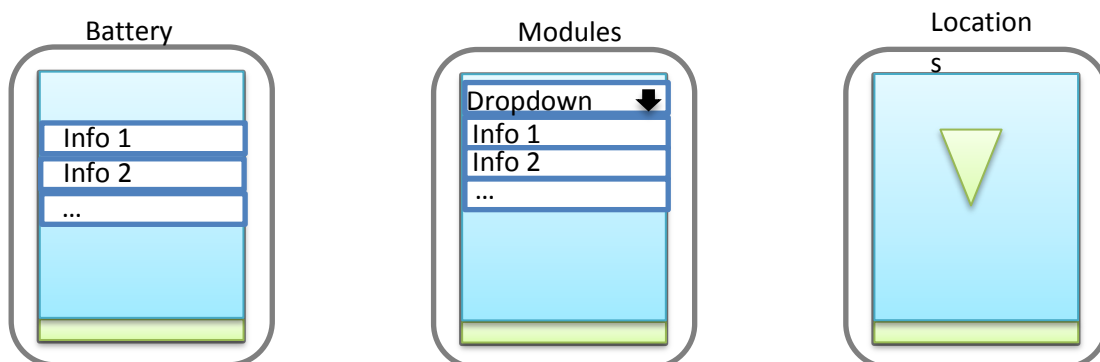 Battery
Info 1
Info 2
...
Modules
Dropdown
Info 1
Info 2
...
Location
s